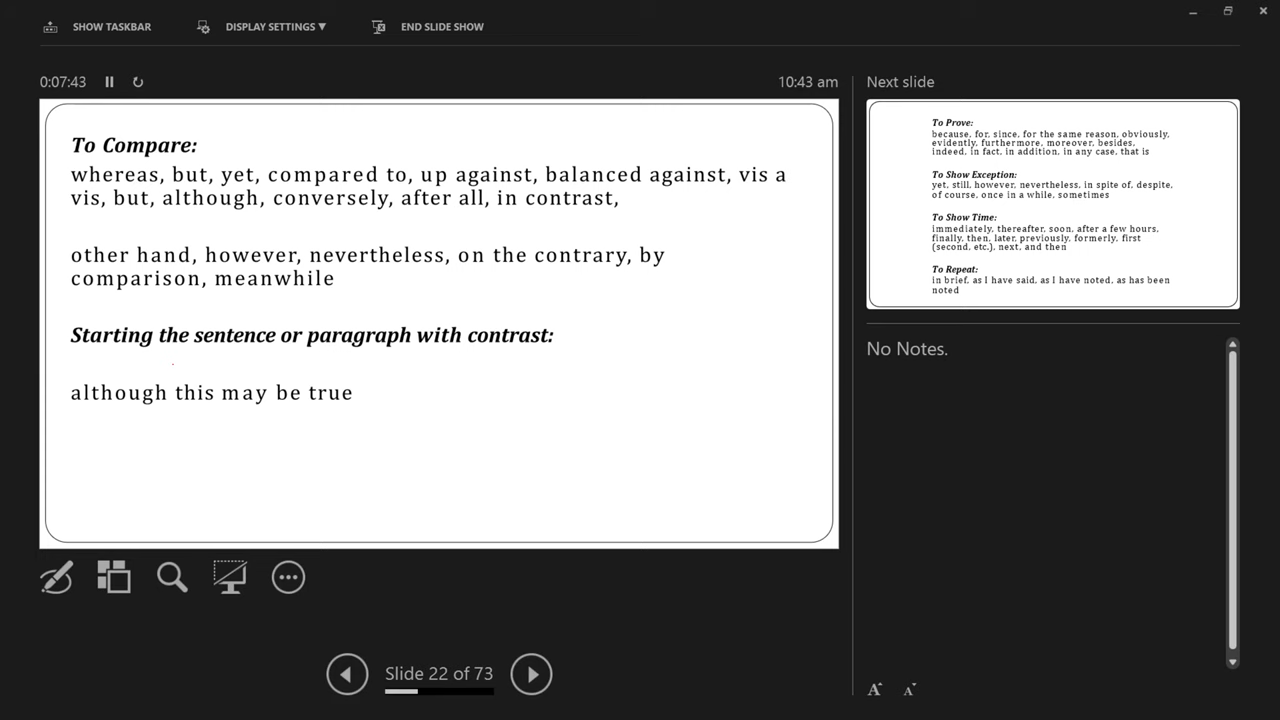 SHOW TASKBAR
DISPLAY SETTINGS ▼
END SLIDE SHOW
0:07:43
10:43 am
To Compare:
whereas, but, yet, compared to, up against, balanced against, vis a
vis, but, although, conversely, after all, in contrast,
other hand, however, nevertheless, on the contrary, by
comparison, meanwhile
Starting the sentence or paragraph with contrast:
although this may be true
Slide 22 of 73
Next slide
To Prove:
because, for, since, for the same reason, obviously,
evidently, furthermore, moreover, besides,
indeed, in fact, in addition, in any case, that is
To Show Exception:
yet, still, however, nevertheless, in spite of, despite,
of course, once in a while, sometimes
To Show Time:
immediately, thereafter, soon, after a few hours,
finally, then, later, previously, formerly, first
(second, etc.), next, and then
To Repeat:
in brief, as I have said, as I have noted, as has been
noted
No Notes.
A A